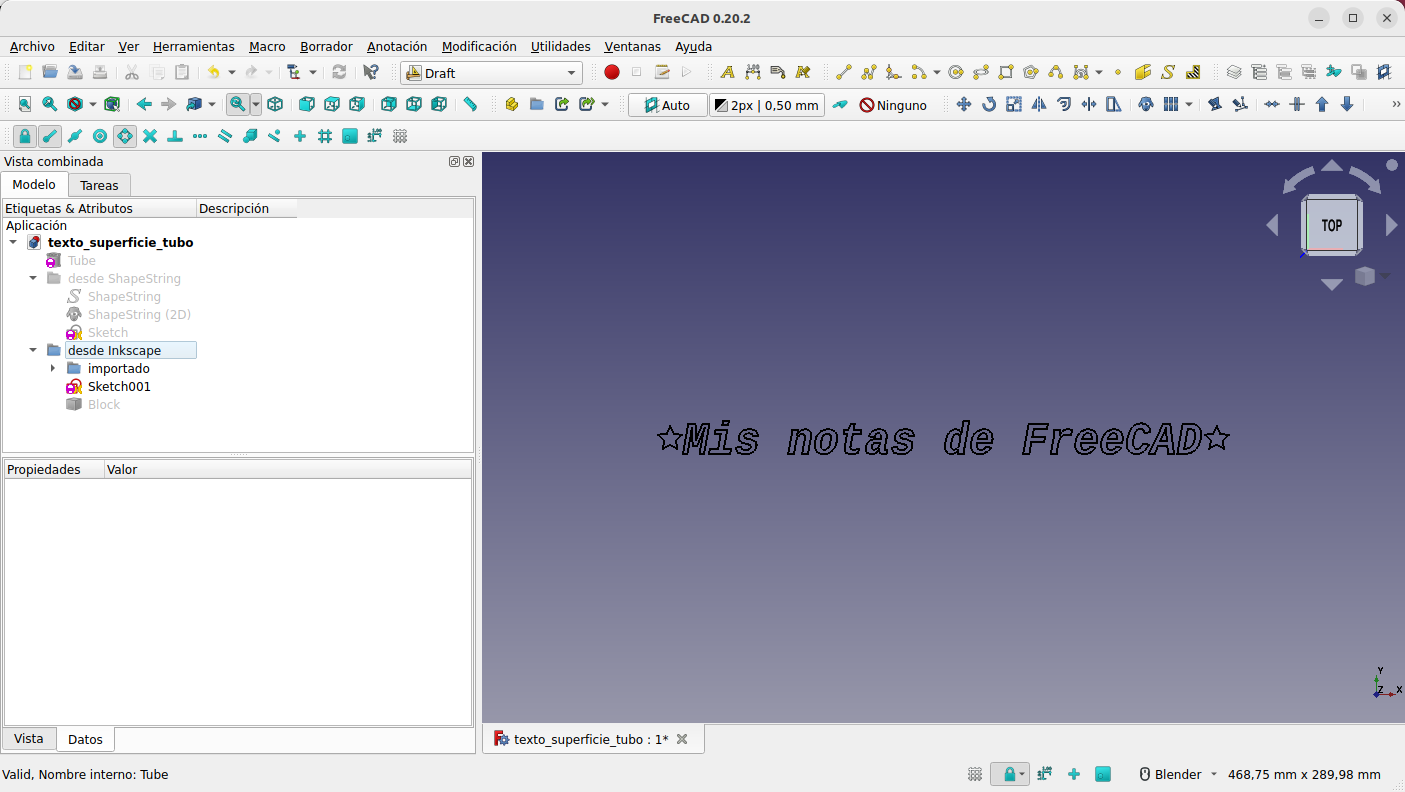 FreeCAD 0.20.2
Archivo Editar Ver Herramientas Macro Borrador Anotación Modificación Utilidades Ventanas Ayuda
Draft
Auto 2px | 0,50 mm Ninguno
Vista combinada
Modelo Tareas
Etiquetas & Atributos Descripción
Aplicación
texto_superficie_tubo
Tube
desde ShapeString
ShapeString
ShapeString (2D)
Sketch
desde Inkscape
importado
Sketch001
Block
Propiedades Valor
Vista Datos
TOP
☆Mis notas de FreeCAD☆
Y
Z X
texto_superficie_tubo : 1*
Valid, Nombre interno: Tube
Blender 468,75 mm x 289,98 mm